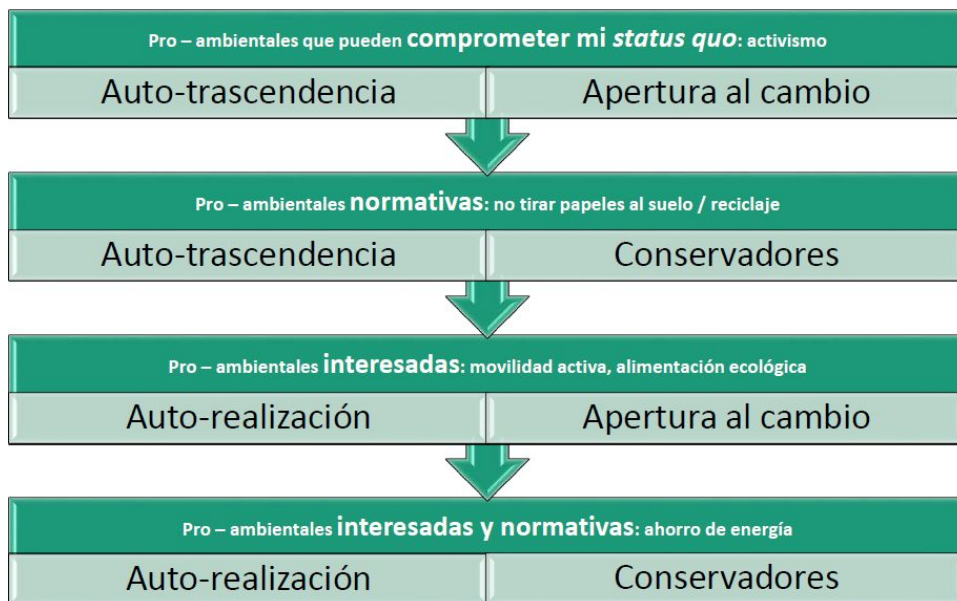 Pro – ambientales que pueden comprometer mi status quo: activismo
Auto-trascendencia Apertura al cambio
Pro – ambientales normativas: no tirar papeles al suelo / reciclaje
Auto-trascendencia Conservadores
Pro – ambientales interesadas: movilidad activa, alimentación ecológica
Auto-realización Apertura al cambio
Pro – ambientales interesadas y normativas: ahorro de energía
Auto-realización Conservadores